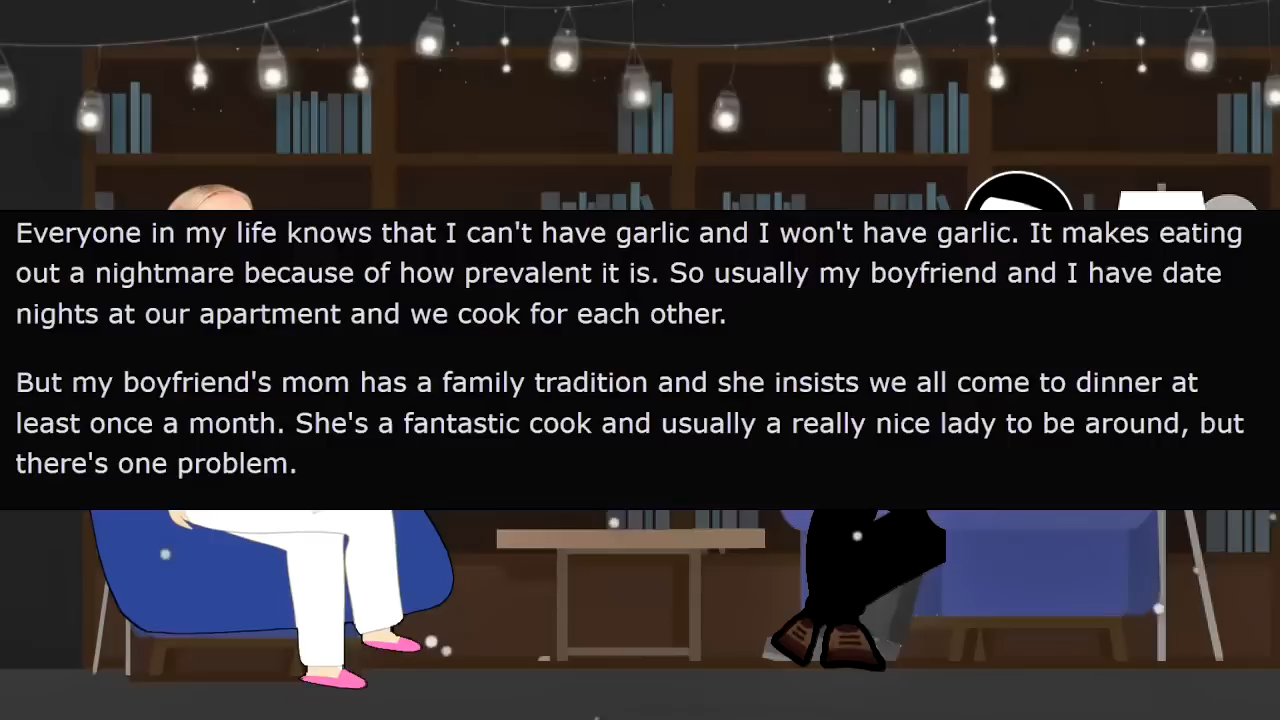 Everyone in my life knows that I can't have garlic and I won't have garlic. It makes eating
out a nightmare because of how prevalent it is. So usually my boyfriend and I have date
nights at our apartment and we cook for each other.
But my boyfriend's mom has a family tradition and she insists we all come to dinner at
least once a month. She's a fantastic cook and usually a really nice lady to be around, but
there's one problem.